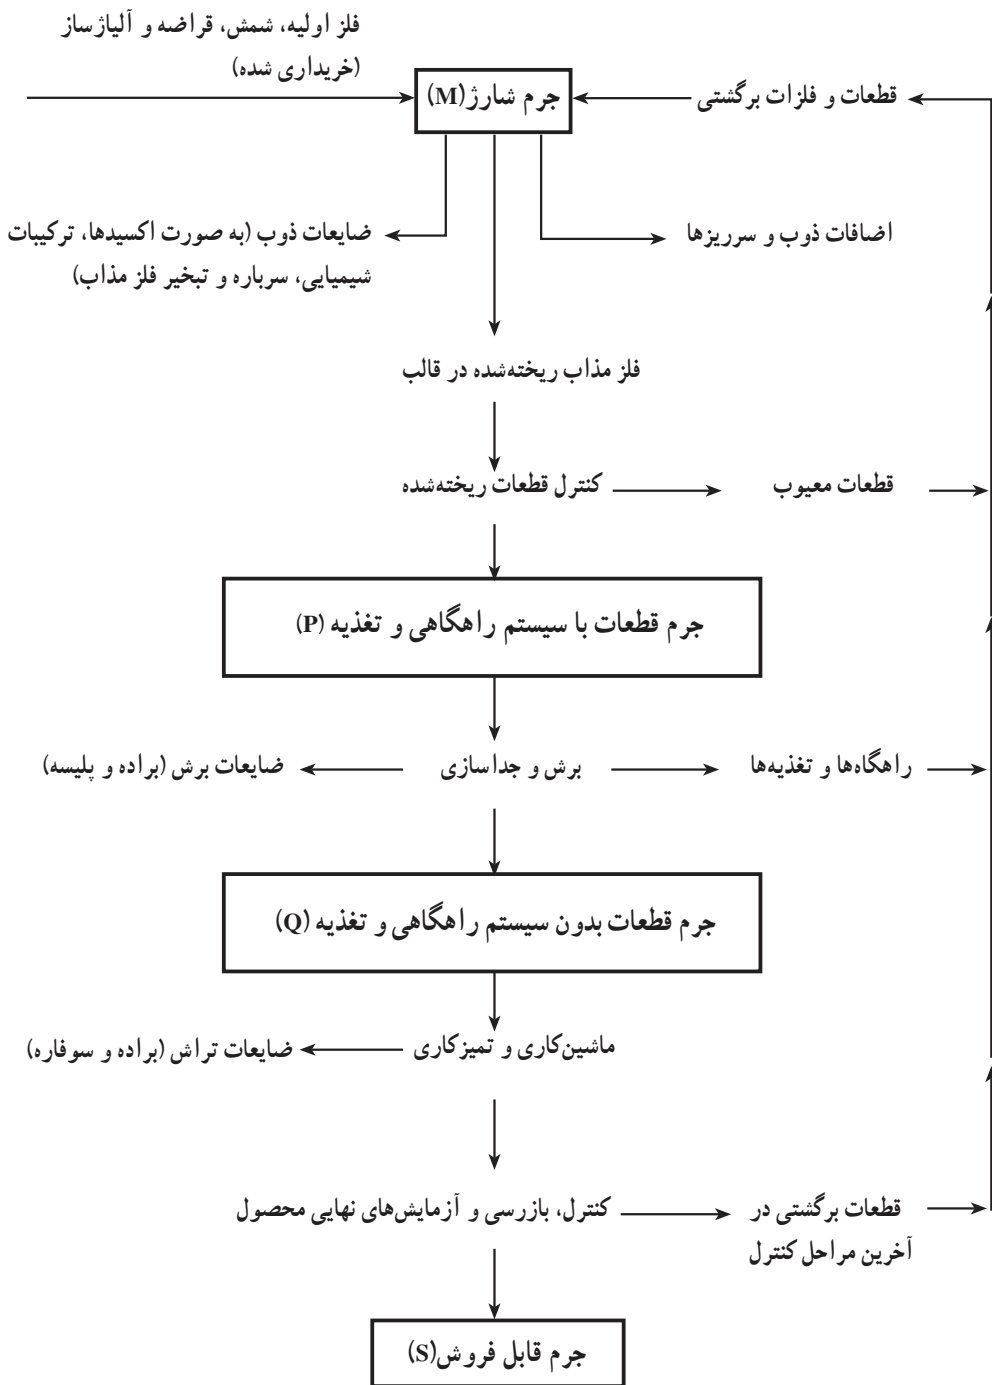 فلز اولیه، شمش، قراضه و آلیاژساز
(خریداری شده)
جرم شارژ(M)
قطعات و فلزات برگشتی
ضایعات ذوب (به صورت اکسیدها، ترکیبات
شیمیایی، سرباره و تبخیر فلز مذاب)
اضافات ذوب و سرریزها
فلز مذاب ریخته‌شده در قالب
کنترل قطعات ریخته‌شده
قطعات معیوب
جرم قطعات با سیستم راهگاهی و تغذیه (P)
راهگاه‌ها و تغذیه‌ها
برش و جداسازی
ضایعات برش (براده و پلیسه)
جرم قطعات بدون سیستم راهگاهی و تغذیه (Q)
ماشین‌کاری و تمیزکاری
ضایعات تراش (براده و سوفاره)
کنترل، بازرسی و آزمایش‌های نهایی محصول
قطعات برگشتی در
آخرین مراحل کنترل
جرم قابل فروش(S)